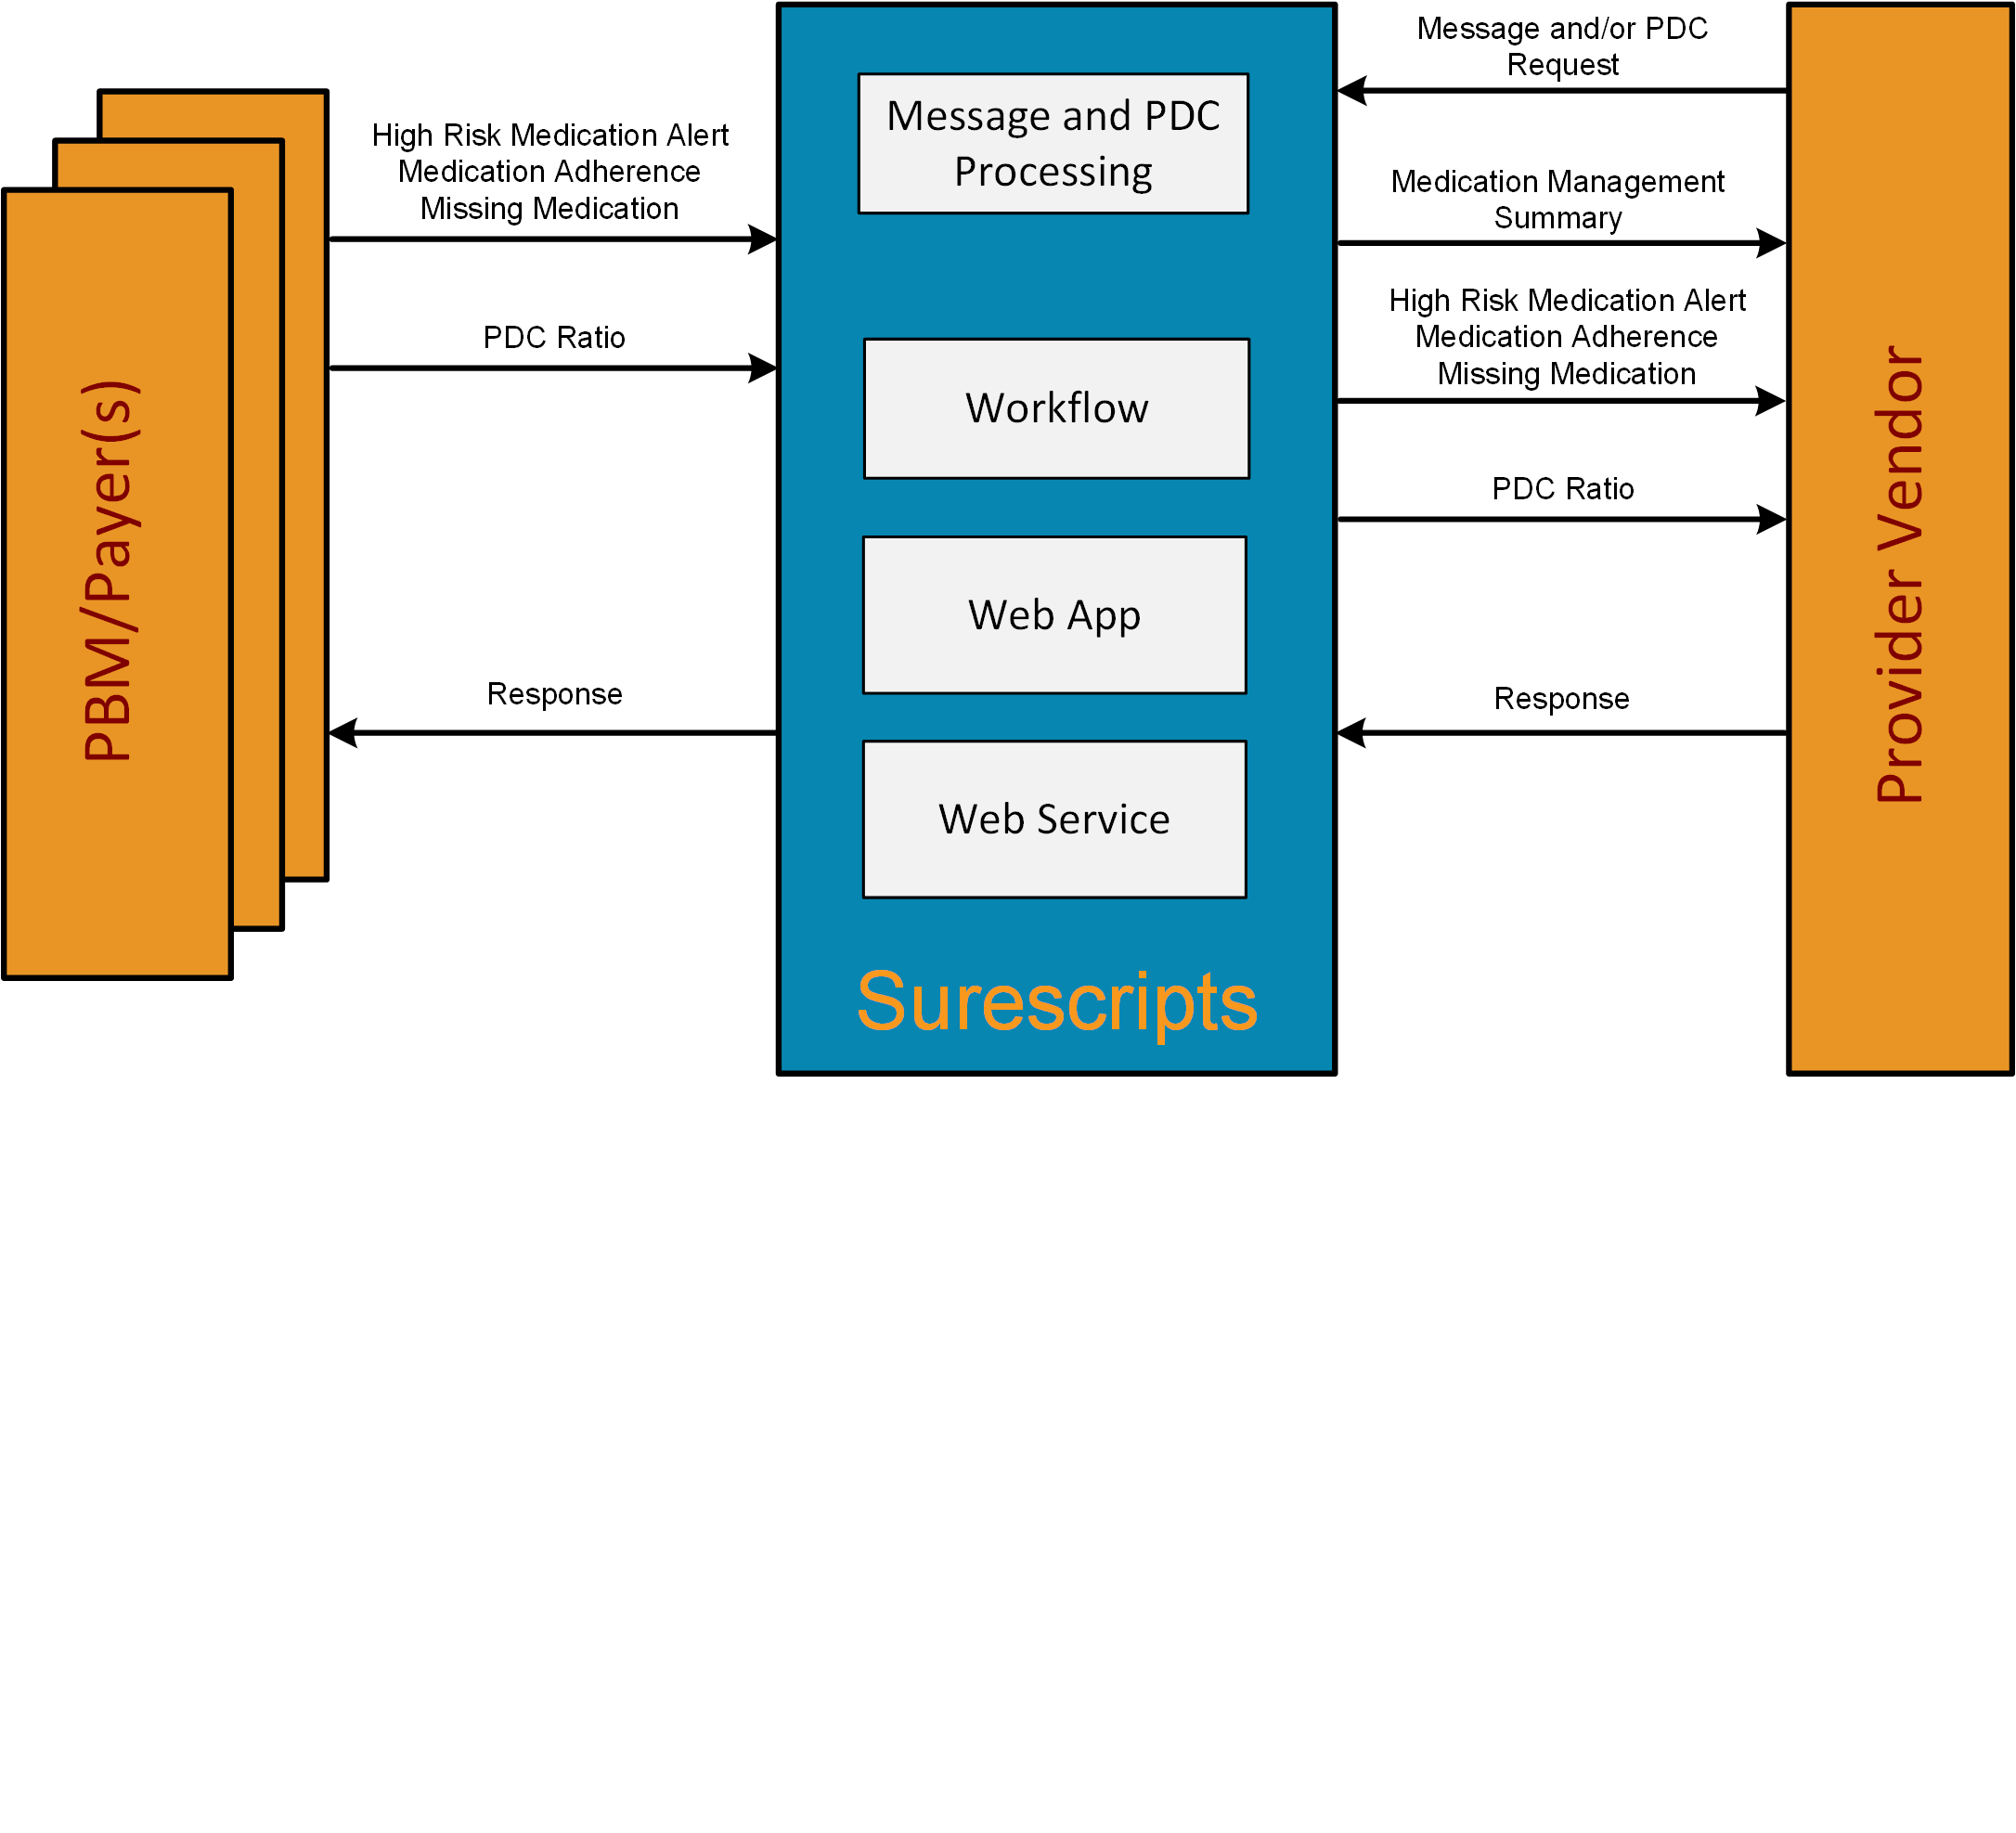 PBM/Payer(s)
High Risk Medication Alert
Medication Adherence
Missing Medication
PDC Ratio
Response
Message and PDC
Processing
Workflow
Web App
Web Service
Surescripts
Message and/or PDC
Request
Medication Management
Summary
High Risk Medication Alert
Medication Adherence
Missing Medication
PDC Ratio
Response
Provider Vendor